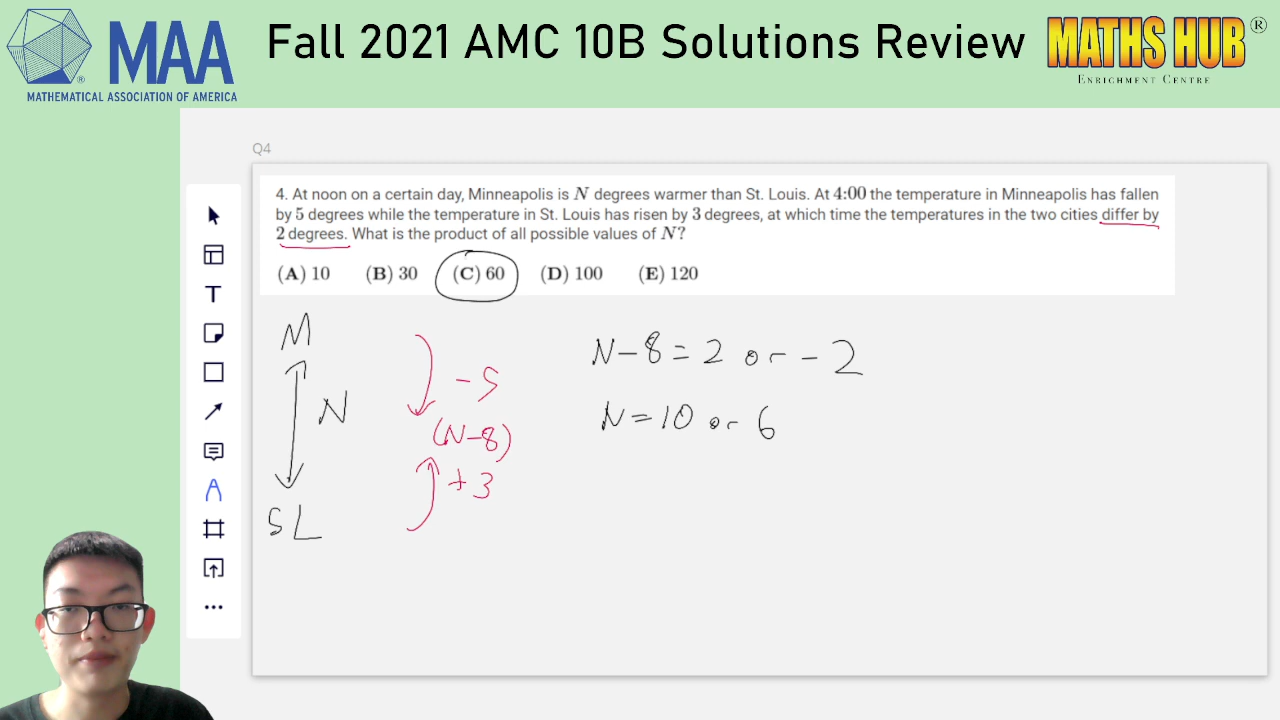 MAA
MATHEMATICAL ASSOCIATION OF AMERICA
®
Fall 2021 AMC 10B Solutions Review
MATHS HUB®
ENRICHMENT CENTRE
Q4
4. At noon on a certain day, Minneapolis is N degrees warmer than St. Louis. At 4:00 the temperature in Minneapolis has fallen
by 5 degrees while the temperature in St. Louis has risen by 3 degrees, at which time the temperatures in the two cities differ by
2 degrees. What is the product of all possible values of N?
(A) 10 (B) 30 (C) 60 (D) 100 (E) 120
T
M
N
SL
-5
(N-8)
+3
N-8=2 or -2
N=10 or 6